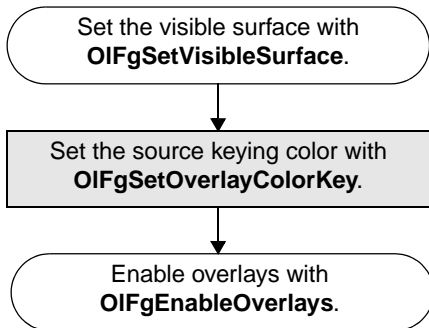 Set the visible surface with
OlFgSetVisibleSurface.
Set the source keying color with
OlFgSetOverlayColorKey.
Enable overlays with
OlFgEnableOverlays.